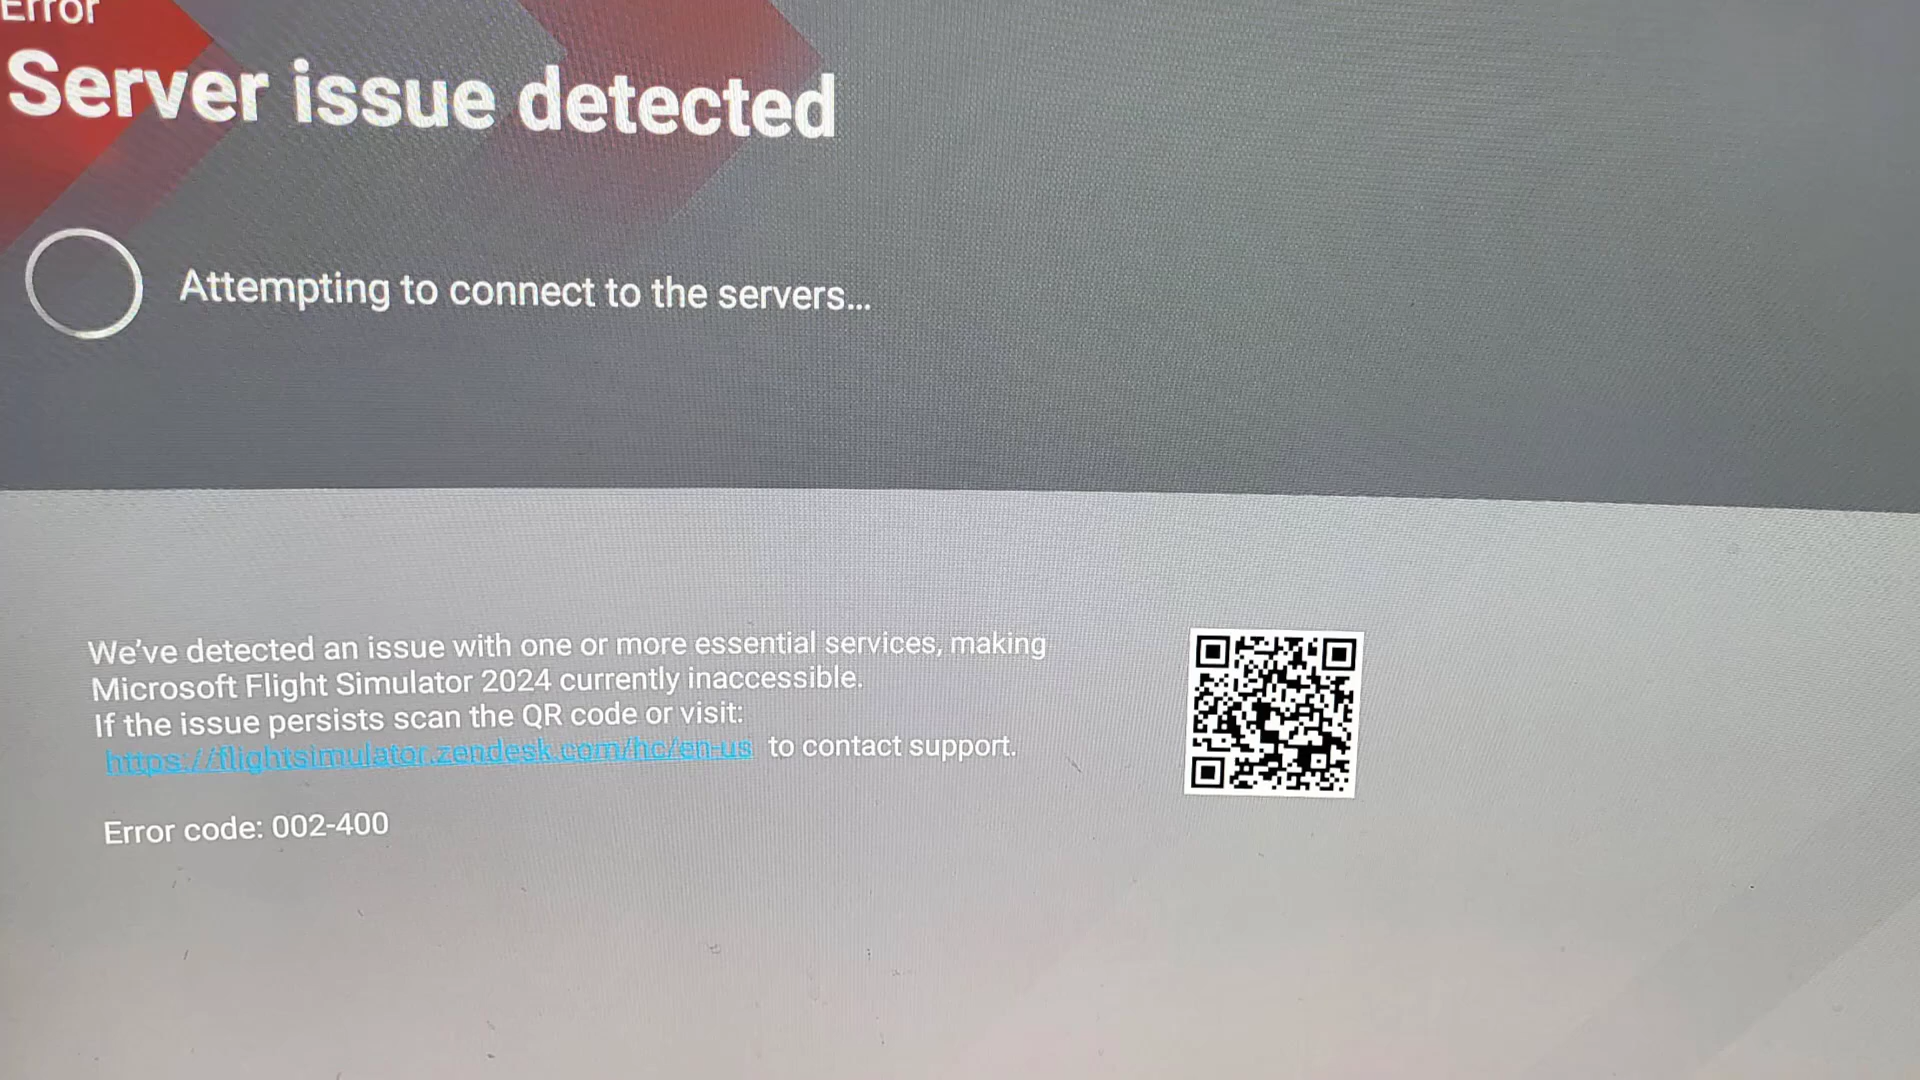 Error
Server issue detected
Attempting to connect to the servers...
We've detected an issue with one or more essential services, making
Microsoft Flight Simulator 2024 currently inaccessible.
If the issue persists scan the QR code or visit:
https://flightsimulator.zendesk.com/hc/en-us to contact support.
Error code: 002-400